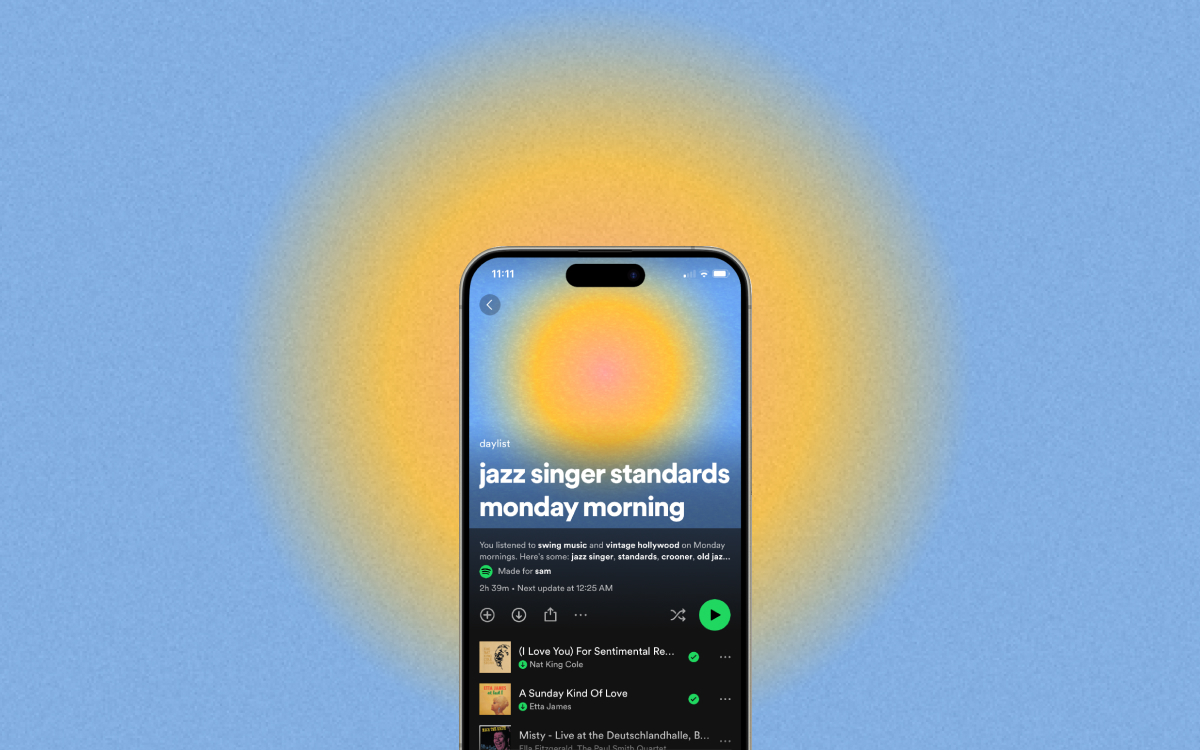 11:11
daylist
jazz singer standards
monday morning
You listened to swing music and vintage hollywood on Monday
mornings. Here's some: jazz singer, standards, crooner, old jaz...
Made for sam
2h 39m • Next update at 12:25 AM
(I Love You) For Sentimental Re...
Nat King Cole
A Sunday Kind Of Love
Etta James
Misty - Live at the Deutschlandhalle, B...
Ella Fitzgerald, The Paul Smith Quartet